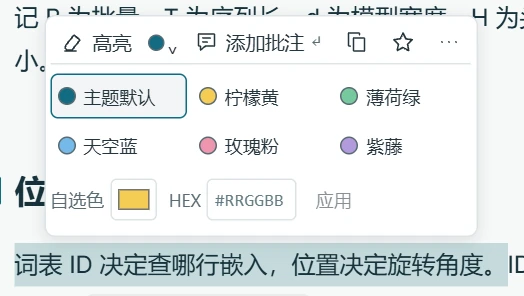 记 B 为批量，T 为序列长，d 为模型宽度，H 为
小。
高亮
添加批注 ↵
...
主题默认 柠檬黄 薄荷绿
天空蓝 玫瑰粉 紫藤
自选色 HEX #RRGGBB 应用
位
词表 ID 决定查哪行嵌入，位置决定旋转角度。ID